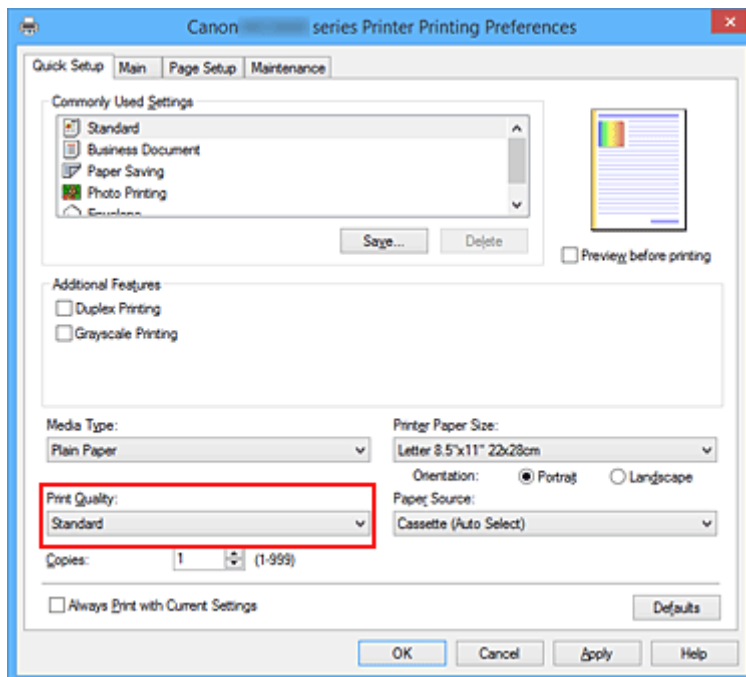 Canon series Printer Printing Preferences
Quick Setup Main Page Setup Maintenance
Commonly Used Settings
Standard
Business Document
Paper Saving
Photo Printing
Envelope
Save... Delete
Preview before printing
Additional Features
Duplex Printing
Grayscale Printing
Media Type:
Plain Paper
Printer Paper Size:
Letter 8.5"x11" 22x28cm
Orientation: Portrait Landscape
Print Quality:
Standard
Paper Source:
Cassette (Auto Select)
Copies: 1 (1-999)
Always Print with Current Settings
Defaults
OK Cancel Apply Help